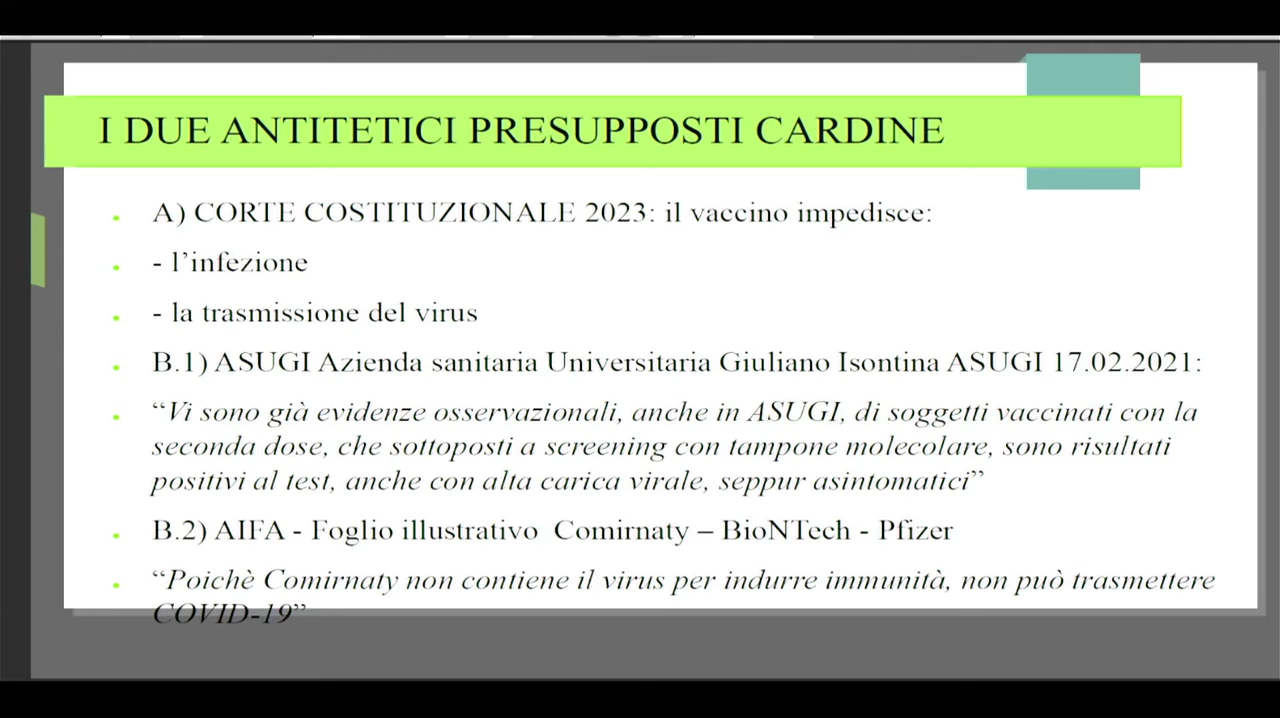 I DUE ANTITETICI PRESUPPOSTI CARDINE
A) CORTE COSTITUZIONALE 2023: il vaccino impedisce:
- l’infezione
- la trasmissione del virus
B.1) ASUGI Azienda sanitaria Universitaria Giuliano Isontina ASUGI 17.02.2021:
“Vi sono già evidenze osservazionali, anche in ASUGI, di soggetti vaccinati con la
seconda dose, che sottoposti a screening con tampone molecolare, sono risultati
positivi al test, anche con alta carica virale, seppur asintomatici”
B.2) AIFA - Foglio illustrativo Comirnaty – BioNTech - Pfizer
“Poichè Comirnaty non contiene il virus per indurre immunità, non può trasmettere
COVID-19”